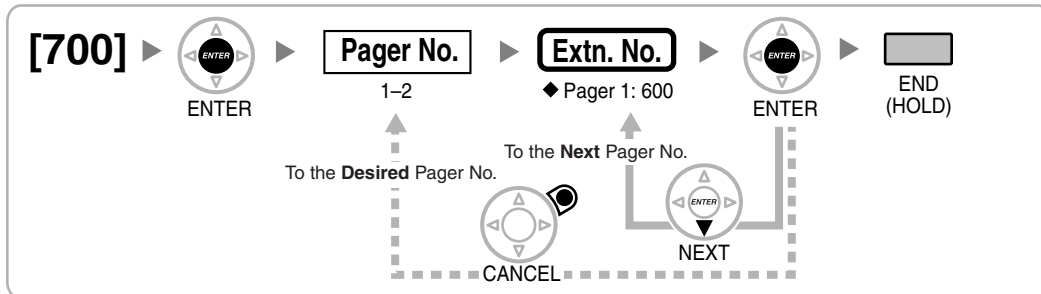 [700]
ENTER
ENTER
Pager No.
1–2
Extn. No.
◆ Pager 1: 600
ENTER
ENTER
END
(HOLD)
To the Desired Pager No.
To the Next Pager No.
CANCEL
ENTER
NEXT